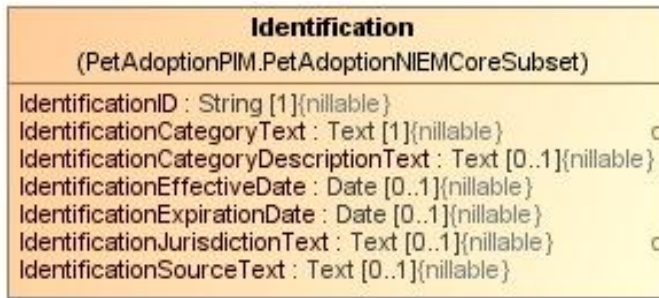 Identification
(PetAdoptionPIM.PetAdoptionNIEMCoreSubset)
IdentificationID : String [1]{nillable}
IdentificationCategoryText : Text [1]{nillable}
IdentificationCategoryDescriptionText : Text [0..1]{nillable}
IdentificationEffectiveDate : Date [0..1]{nillable}
IdentificationExpirationDate : Date [0..1]{nillable}
IdentificationJurisdictionText : Text [0..1]{nillable}
IdentificationSourceText : Text [0..1]{nillable}